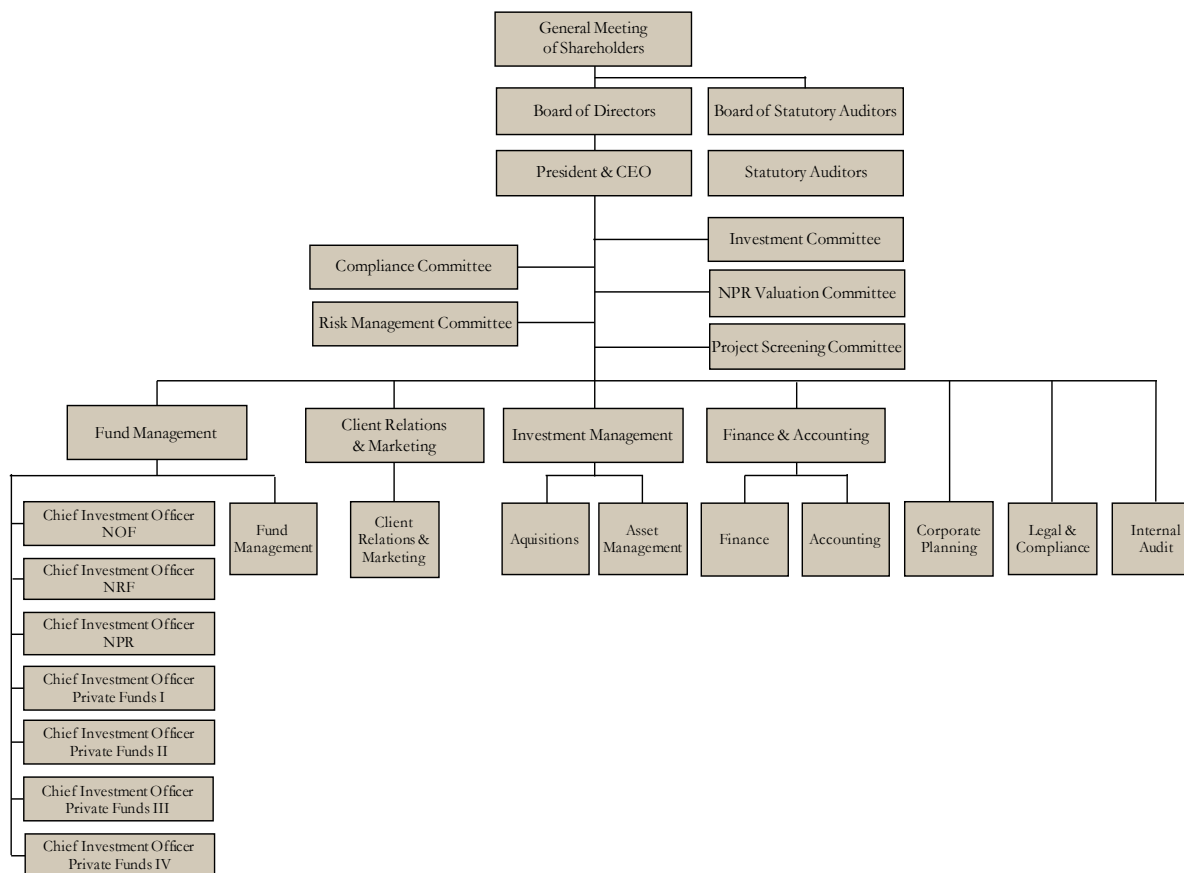 General Meeting
of Shareholders
Board of Directors
Board of Statutory Auditors
President & CEO
Statutory Auditors
Investment Committee
Compliance Committee
NPR Valuation Committee
Risk Management Committee
Project Screening Committee
Fund Management
Client Relations
& Marketing
Investment Management
Finance & Accounting
Chief Investment Officer
NOF
Fund
Management
Client
Relations &
Marketing
Aquisitions
Asset
Management
Finance
Accounting
Corporate
Planning
Legal &
Compliance
Internal
Audit
Chief Investment Officer
NRF
Chief Investment Officer
NPR
Chief Investment Officer
Private Funds I
Chief Investment Officer
Private Funds II
Chief Investment Officer
Private Funds III
Chief Investment Officer
Private Funds IV